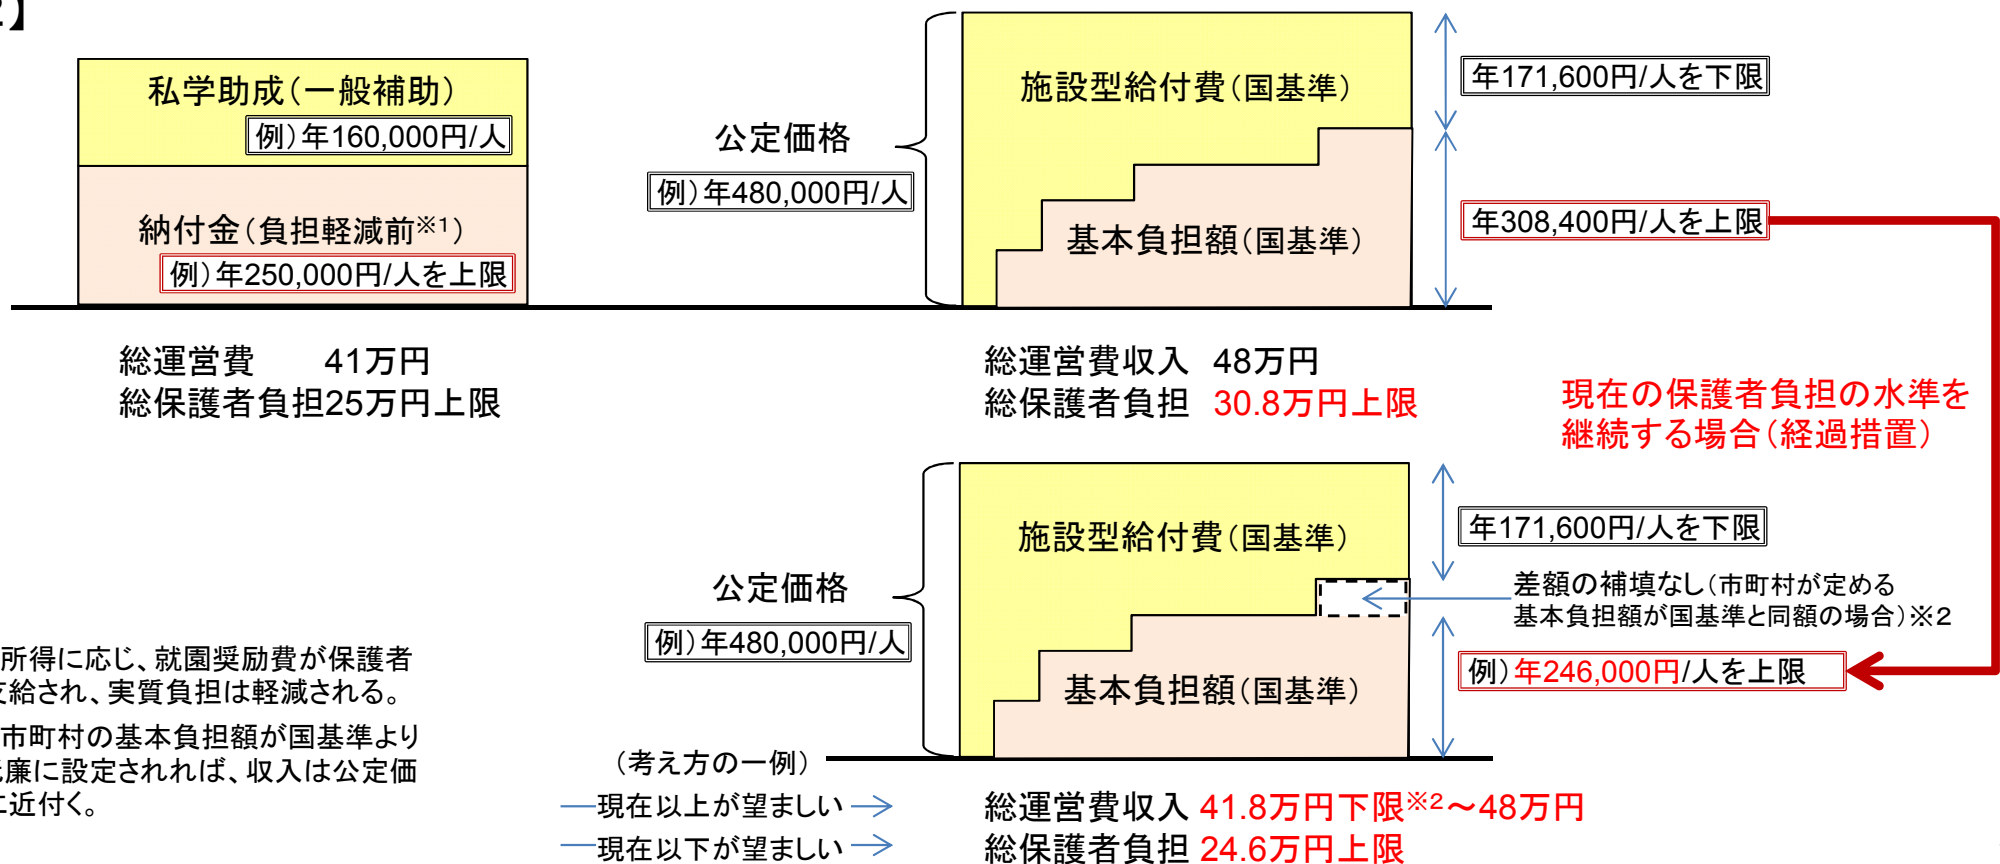 2】
私学助成（一般補助）
例）年160,000円/人
納付金（負担軽減前※1）
例）年250,000円/人を上限
総運営費 41万円
総保護者負担25万円上限
公定価格
例）年480,000円/人
施設型給付費（国基準）
基本負担額（国基準）
年171,600円/人を下限
年308,400円/人を上限
総運営費収入 48万円
総保護者負担 30.8万円上限
現在の保護者負担の水準を
継続する場合（経過措置）
公定価格
例）年480,000円/人
施設型給付費（国基準）
基本負担額（国基準）
年171,600円/人を下限
差額の補填なし（市町村が定める
基本負担額が国基準と同額の場合）※2
例）年246,000円/人を上限
所得に応じ、就園奨励費が保護者
支給され、実質負担は軽減される。
市町村の基本負担額が国基準より
廉に設定されれば、収入は公定価
に近付く。
（考え方の一例）
現在以上が望ましい
現在以下が望ましい
総運営費収入 41.8万円下限※2～48万円
総保護者負担 24.6万円上限